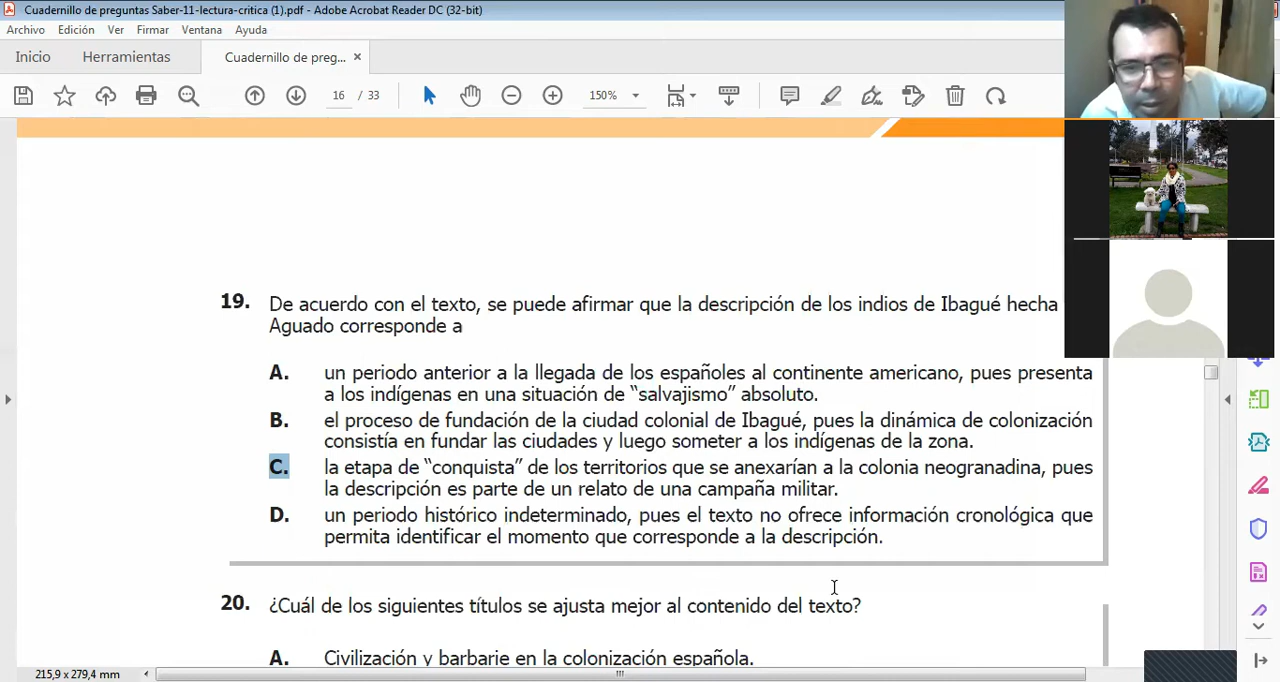 Cuadernillo de preguntas Saber-11-lectura-critica (1).pdf - Adobe Acrobat Reader DC (32-bit)
Archivo Edición Ver Firmar Ventana Ayuda
Inicio Herramientas Cuadernillo de preg... ×
16 / 33 150%
19. De acuerdo con el texto, se puede afirmar que la descripción de los indios de Ibagué hecha
Aguado corresponde a
A. un periodo anterior a la llegada de los españoles al continente americano, pues presenta
a los indígenas en una situación de “salvajismo” absoluto.
B. el proceso de fundación de la ciudad colonial de Ibagué, pues la dinámica de colonización
consistía en fundar las ciudades y luego someter a los indígenas de la zona.
C. la etapa de “conquista” de los territorios que se anexarían a la colonia neogranadina, pues
la descripción es parte de un relato de una campaña militar.
D. un periodo histórico indeterminado, pues el texto no ofrece información cronológica que
permita identificar el momento que corresponde a la descripción.
20. ¿Cuál de los siguientes títulos se ajusta mejor al contenido del texto?
A. Civilización y barbarie en la colonización española.
215,9 x 279,4 mm